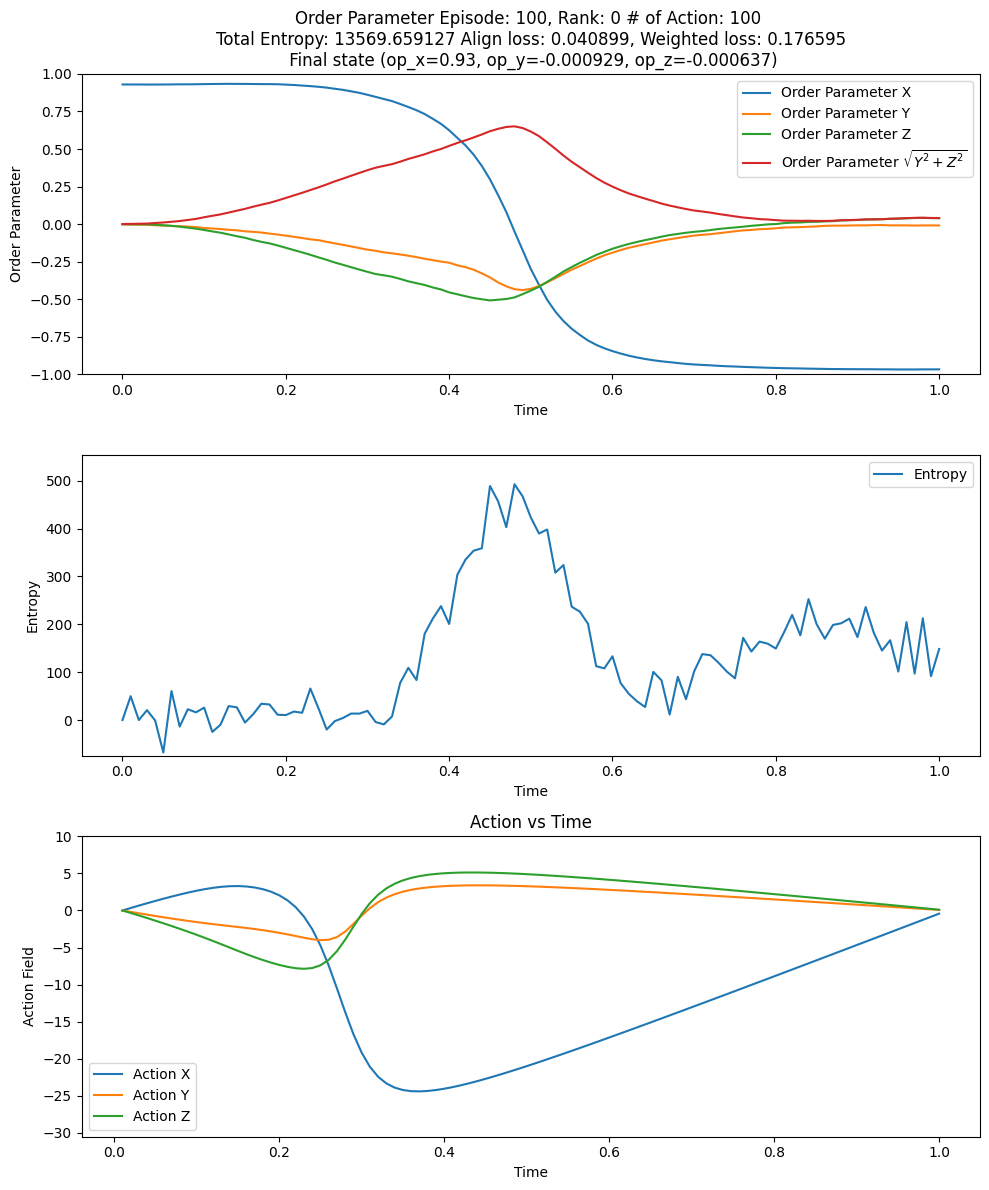 Order Parameter Episode: 100, Rank: 0 # of Action: 100
Total Entropy: 13569.659127 Align loss: 0.040899, Weighted loss: 0.176595
Final state (op_x=0.93, op_y=-0.000929, op_z=-0.000637)
1.00
0.75
0.50
0.25
0.00
−0.25
−0.50
−0.75
−1.00
Order Parameter
Order Parameter X
Order Parameter Y
Order Parameter Z
Order Parameter √Y² + Z²
0.0 0.2 0.4 0.6 0.8 1.0
Time
500
400
300
200
100
0
Entropy
Entropy
0.0 0.2 0.4 0.6 0.8 1.0
Time
Action vs Time
10
5
0
−5
−10
−15
−20
−25
−30
Action Field
Action X
Action Y
Action Z
0.0 0.2 0.4 0.6 0.8 1.0
Time